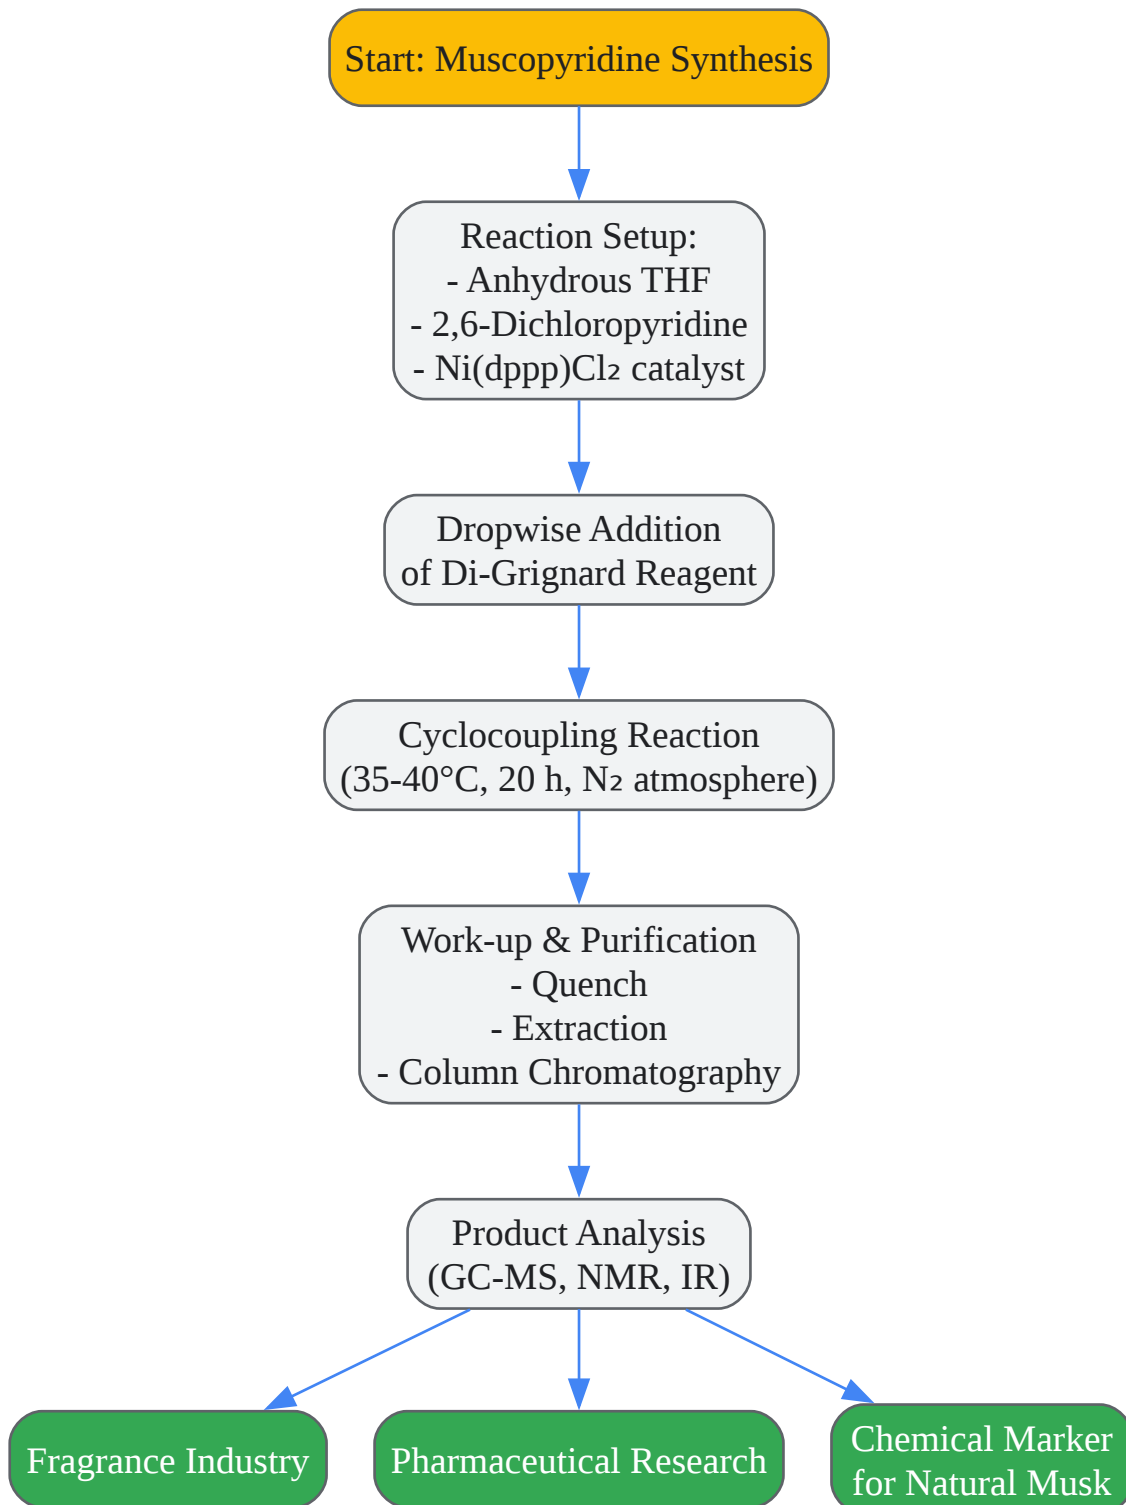 Start: Muscopyridine Synthesis
Reaction Setup:
- Anhydrous THF
- 2,6-Dichloropyridine
- Ni(dppp)Cl₂ catalyst
Dropwise Addition
of Di-Grignard Reagent
Cyclocoupling Reaction
(35-40°C, 20 h, N₂ atmosphere)
Work-up & Purification
- Quench
- Extraction
- Column Chromatography
Product Analysis
(GC-MS, NMR, IR)
Fragrance Industry
Pharmaceutical Research
Chemical Marker
for Natural Musk